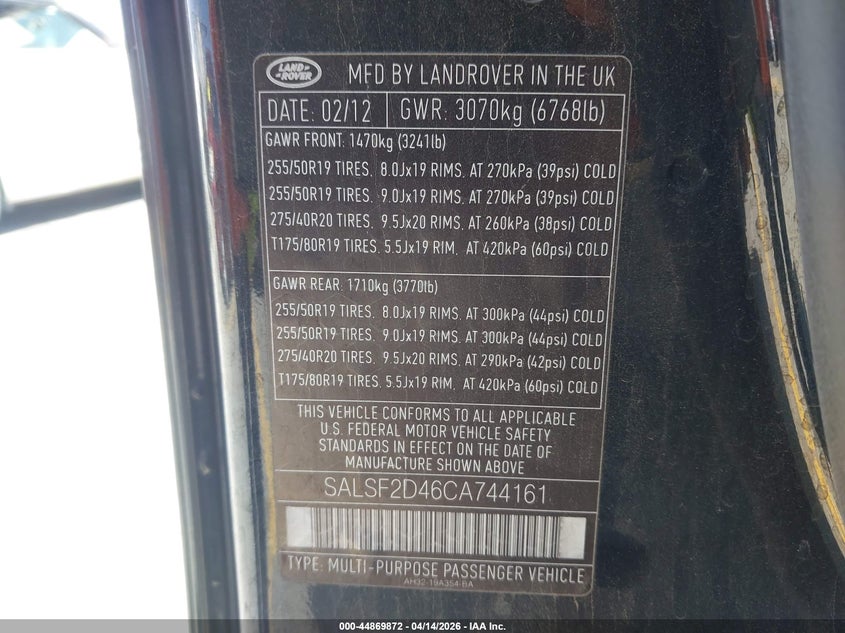 LAND ROVER
MFD BY LANDROVER IN THE UK
DATE: 02/12 GWR: 3070kg (6768lb)
GAWR FRONT: 1470kg (3241lb)
255/50R19 TIRES. 8.0Jx19 RIMS. AT 270kPa (39psi) COLD
255/50R19 TIRES. 9.0Jx19 RIMS. AT 270kPa (39psi) COLD
275/40R20 TIRES. 9.5Jx20 RIMS. AT 260kPa (38psi) COLD
T175/80R19 TIRES. 5.5Jx19 RIM. AT 420kPa (60psi) COLD
GAWR REAR: 1710kg (3770lb)
255/50R19 TIRES. 8.0Jx19 RIMS. AT 300kPa (44psi) COLD
255/50R19 TIRES. 9.0Jx19 RIMS. AT 300kPa (44psi) COLD
275/40R20 TIRES. 9.5Jx20 RIMS. AT 290kPa (42psi) COLD
T175/80R19 TIRES. 5.5Jx19 RIM. AT 420kPa (60psi) COLD
THIS VEHICLE CONFORMS TO ALL APPLICABLE
U.S. FEDERAL MOTOR VEHICLE SAFETY
STANDARDS IN EFFECT ON THE DATE OF
MANUFACTURE SHOWN ABOVE
SALSF2D46CA744161
TYPE: MULTI-PURPOSE PASSENGER VEHICLE
AH32-19A354-BA
000-44869872 - 04/14/2026 - IAA Inc.